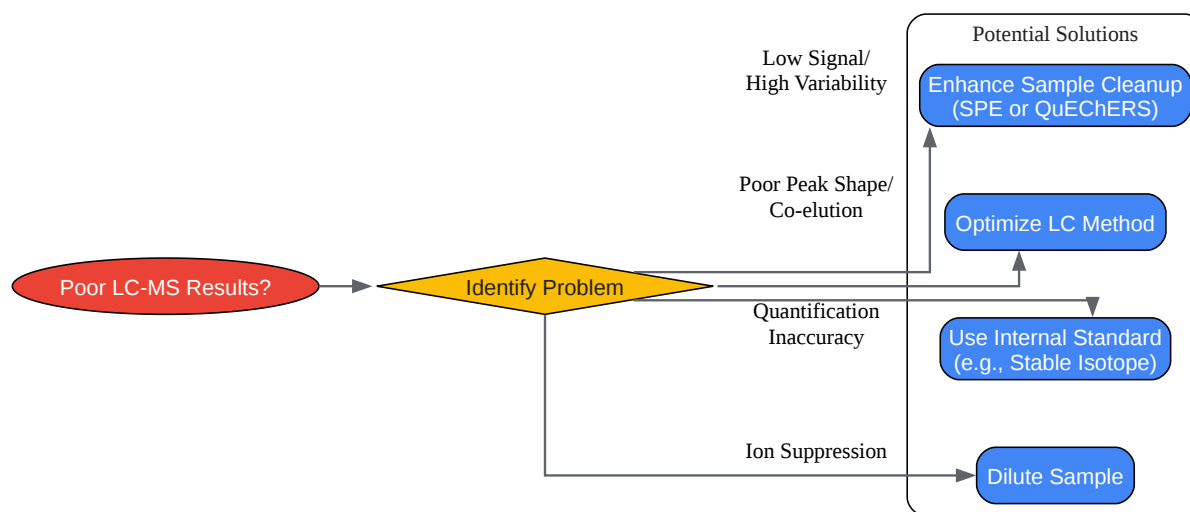 Poor LC-MS Results?
Identify Problem
Low Signal/
High Variability
Poor Peak Shape/
Co-elution
Quantification
Inaccuracy
Ion Suppression
Potential Solutions
Enhance Sample Cleanup
(SPE or QuEChERS)
Optimize LC Method
Use Internal Standard
(e.g., Stable Isotope)
Dilute Sample